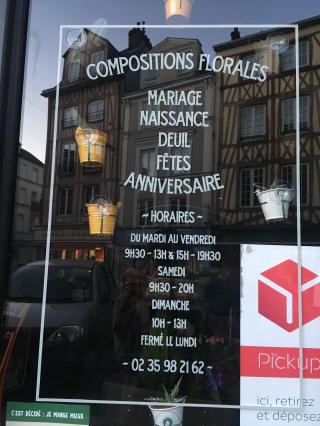 COMPOSITIONS FLORALES
MARIAGE
NAISSANCE
DEUIL
FÊTES
ANNIVERSAIRE
~ HORAIRES ~
DU MARDI AU VENDREDI
9H30 - 13H & 15H - 19H30
SAMEDI
9H30 - 20H
DIMANCHE
10H - 13H
FERMÉ LE LUNDI
~ 02 35 98 21 62 ~
Pickup
ici, retirez
et dépose
C'EST DÉCIDÉ : JE MANGE MIEUX